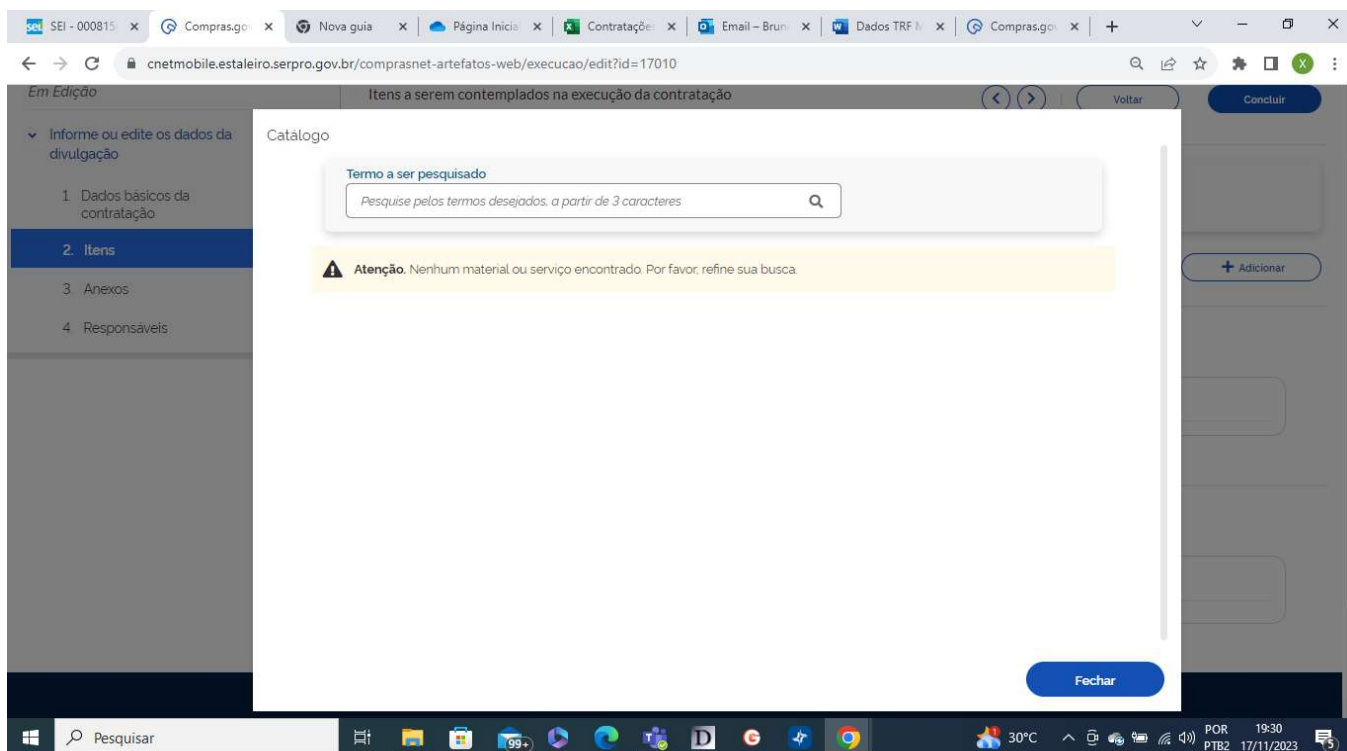 SEI - 000815
Compras.go
Nova guia
Página Inicia
Contrataçõe
Email – Brun
Dados TRF M
Compras.gov
cnetmobile.estaleiro.serpro.gov.br/comprasnet-artefatos-web/execucao/edit?id=17010
X
Em Edição
Itens a serem contemplados na execução da contratação
Voltar
Concluir
Informe ou edite os dados da
divulgação
1. Dados básicos da
contratação
2. Itens
3. Anexos
4. Responsáveis
Catálogo
Termo a ser pesquisado
Pesquise pelos termos desejados, a partir de 3 caracteres
Atenção. Nenhum material ou serviço encontrado. Por favor, refine sua busca.
+ Adicionar
Fechar
Pesquisar
99+
D
G
30°C
POR
PTB2
19:30
17/11/2023
5